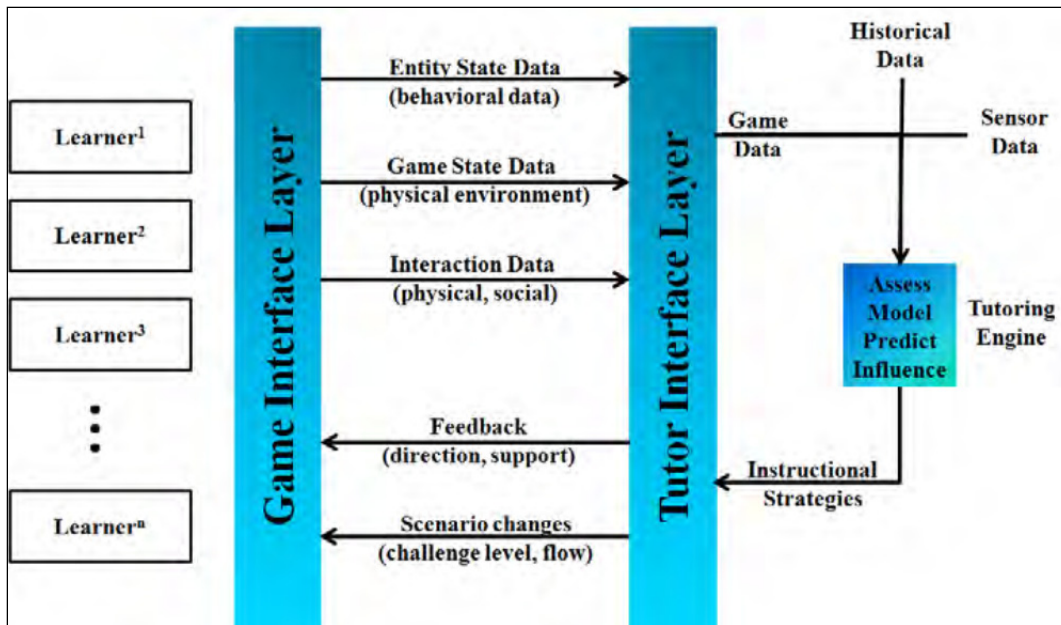 Learner1
Learner2
Learner3
Learnern
Game Interface Layer
Entity State Data
(behavioral data)
Game State Data
(physical environment)
Interaction Data
(physical, social)
Feedback
(direction, support)
Scenario changes
(challenge level, flow)
Tutor Interface Layer
Historical
Data
Game
Data
Sensor
Data
Assess
Model
Predict
Influence
Tutoring
Engine
Instructional
Strategies